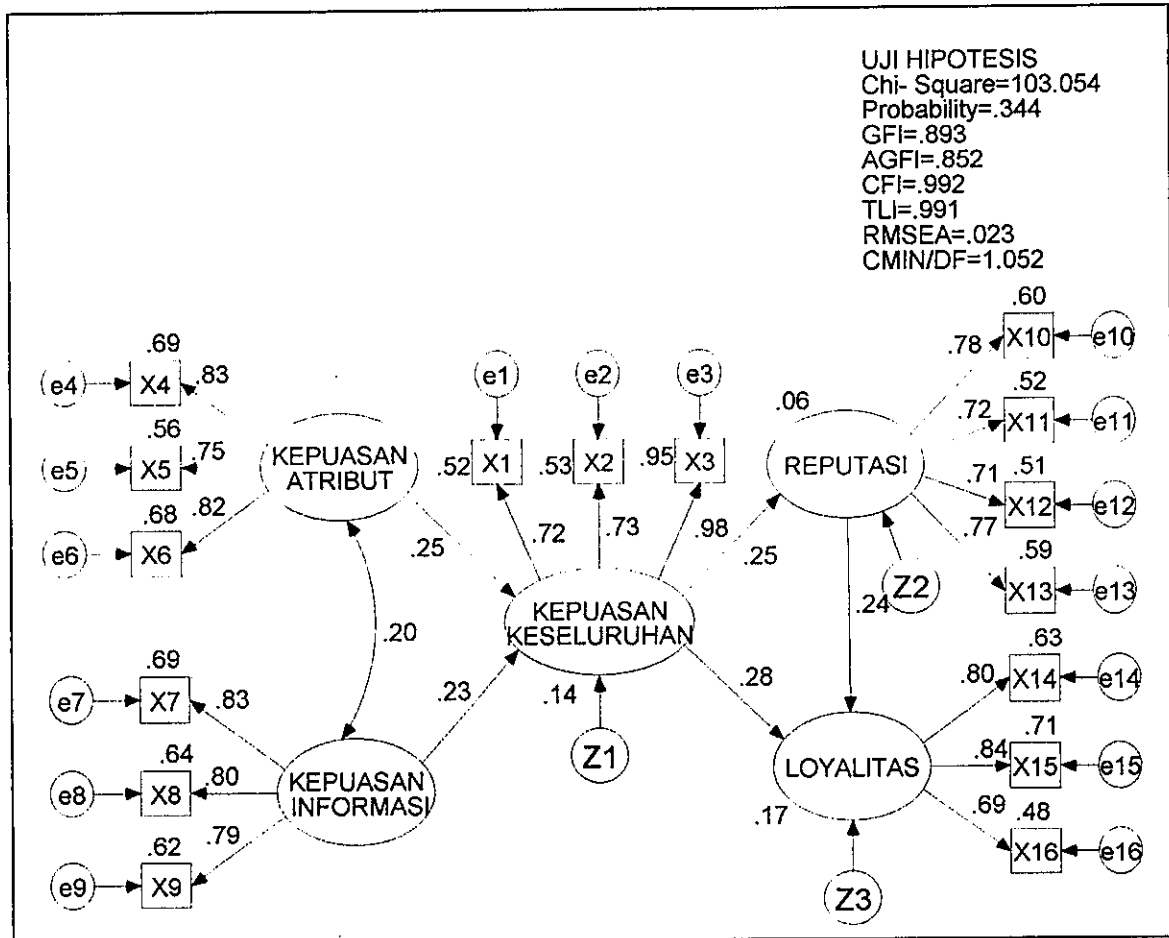 UJI HIPOTESIS
Chi- Square=103.054
Probability=.344
GFI=.893
AGFI=.852
CFI=.992
TLI=.991
RMSEA=.023
CMIN/DF=1.052
.69
e4
X4
.83
.56
e5
X5
.75
.68
e6
X6
.82
KEPUASAN
ATRIBUT
.25
.20
.69
e7
X7
.83
.64
e8
X8
.80
.62
e9
X9
.79
KEPUASAN
INFORMASI
.23
e1
e2
e3
.52
X1
.53
X2
.95
X3
.72
.73
.98
KEPUASAN
KESELURUHAN
.14
Z1
.25
.28
.06
REPUTASI
Z2
.24
LOYALITAS
.17
Z3
.60
.78
X10
e10
.52
.72
X11
e11
.51
.71
X12
e12
.77
.59
X13
e13
.63
.80
X14
e14
.71
.84
X15
e15
.69
.48
X16
e16